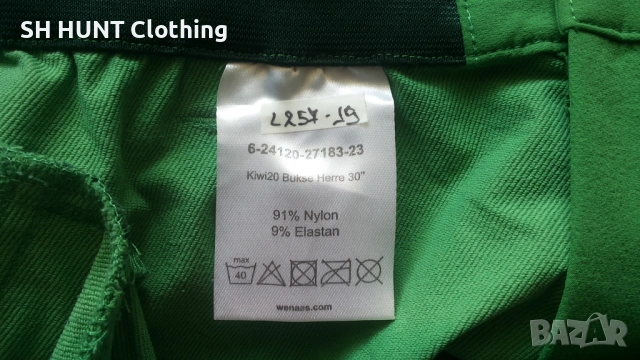 SH HUNT Clothing
L257-19
6-24120-27183-23
Kiwi20 Bukse Herre 30"
91% Nylon
9% Elastan
max
40
wenaas.com
BAZAR